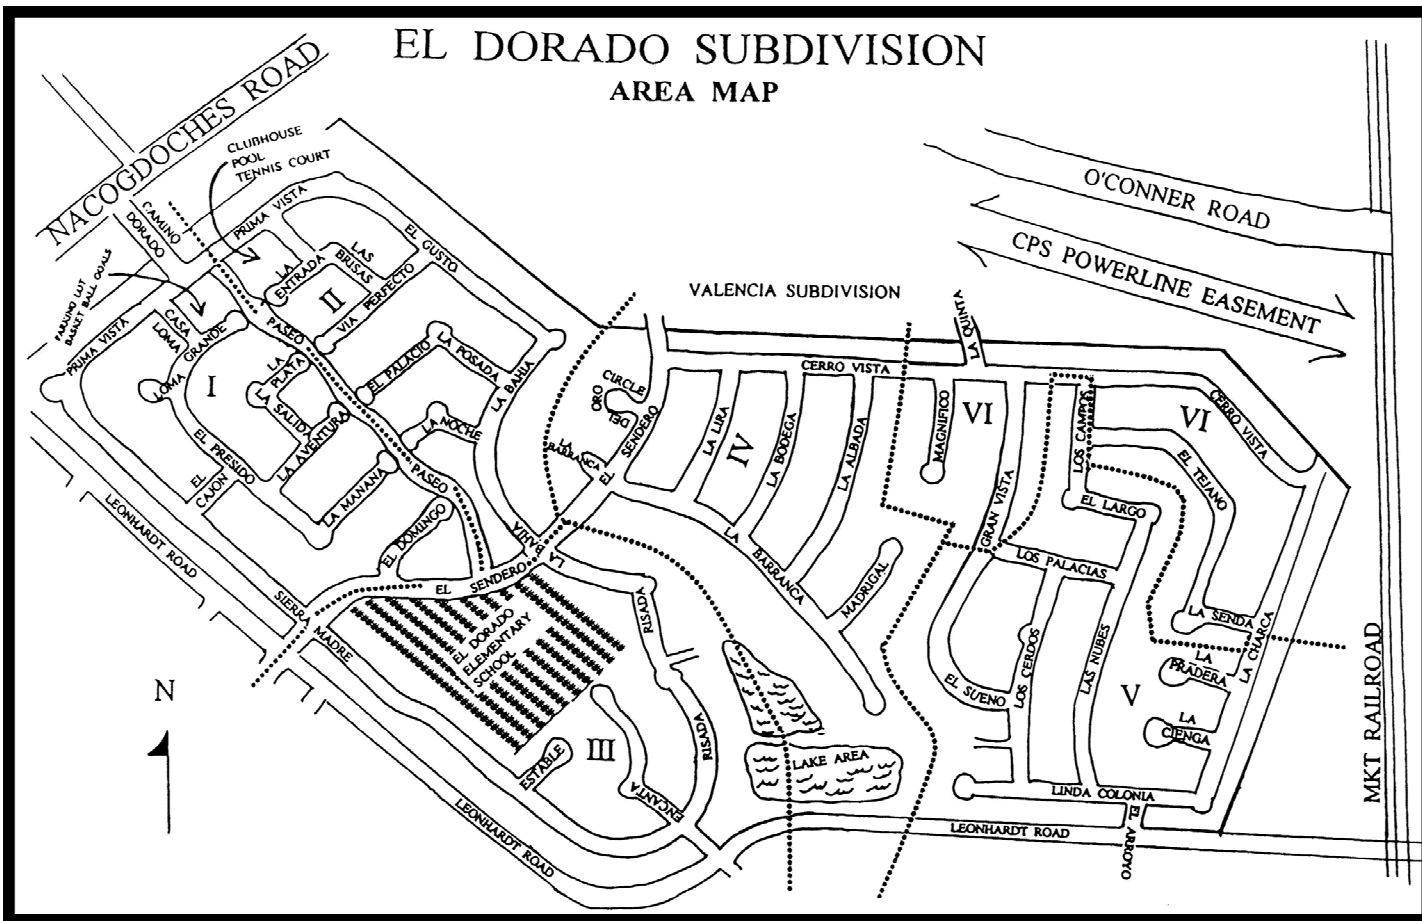 EL DORADO SUBDIVISION
AREA MAP
NACOGDOCHES ROAD
CLUBHOUSE
POOL
TENNIS COURT
O'CONNER ROAD
CPS POWERLINE EASEMENT
CAMINO
DORADO
PRIMA VISTA
EL GUSTO
LAS
BRISAS
LA
ENTRADA
II
VIA PERFECTO
PARKING LOT
BASKET BALL GOALS
PRIMA VISTA
CASA
LOMA
LOMA GRANDE
PASEO
I
LA
PLATA
LA SALIDA
LA AVENTURA
EL PALACIO
LA POSADA
LA BAHIA
LA NOCHE
EL PRESIDO
EL
CAJON
LA MANANA
PASEO
EL DOMINGO
LA BAHIA
VALENCIA SUBDIVISION
LA QUINTA
CERRO VISTA
CIRCLE
DEL
ORO
LA
BARRANCA
EL SENDERO
LA LIRA
IV
LA BODEGA
LA ALBADA
MAGNIFICO
VI
GRAN VISTA
LOS CAMPOS
VI
CERRO VISTA
EL TEJANO
EL LARGO
LOS PALACIAS
LA BARRANCA
MADRIGAL
LEONHARDT ROAD
SIERRA MADRE
EL SENDERO
LA
EL DORADO
ELEMENTARY
SCHOOL
RISADA
RISADA
III
ESTABLE
ENCANTA
LAKE AREA
EL SUENO
LOS CERDOS
LAS NUBES
V
LA SENDA
LA CHARCA
LA
PRADERA
LA
CIENGA
LINDA COLONIA
EL ARROYO
LEONHARDT ROAD
LEONHARDT ROAD
MKT RAILROAD
N